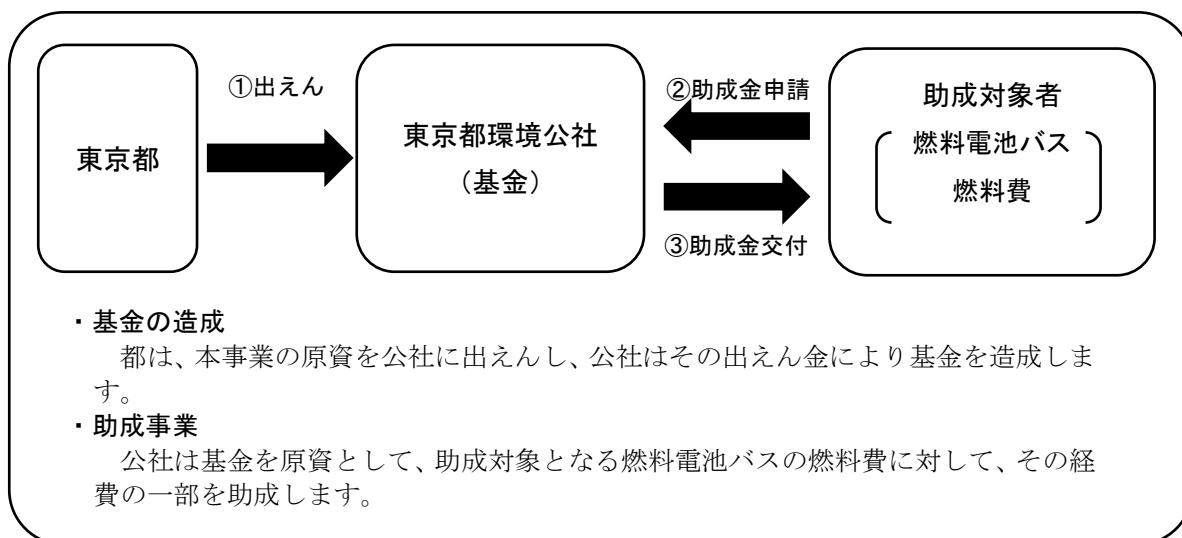 東京都
①出えん
東京都環境公社
（基金）
②助成金申請
③助成金交付
助成対象者
燃料電池バス
燃料費
・基金の造成
都は、本事業の原資を公社に出えんし、公社はその出えん金により基金を造成しま
す。
・助成事業
公社は基金を原資として、助成対象となる燃料電池バスの燃料費に対して、その経
費の一部を助成します。